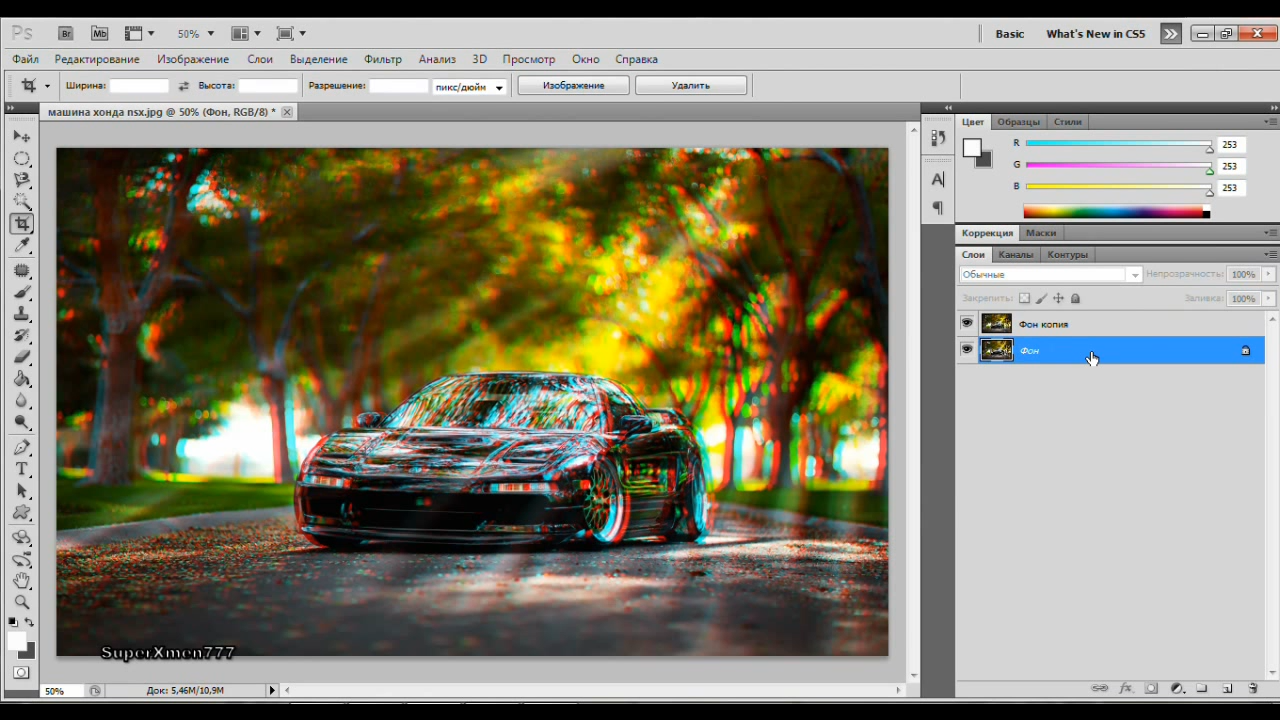 Ps Br Mb 50% Basic What's New in CS5
Файл Редактирование Изображение Слои Выделение Фильтр Анализ 3D Просмотр Окно Справка
Ширина: Высота: Разрешение: пикс/дюйм Изображение Удалить
машина хонда nsx.jpg @ 50% (Фон, RGB/8) *
Цвет Образцы Стили
R 253
G 253
B 253
Коррекция Маски
Слои Каналы Контуры
Обычные Непрозрачность: 100%
Закрепить: Заливка: 100%
Фон копия
Фон
SuperXmen777
50% Док: 5,46M/10,9M